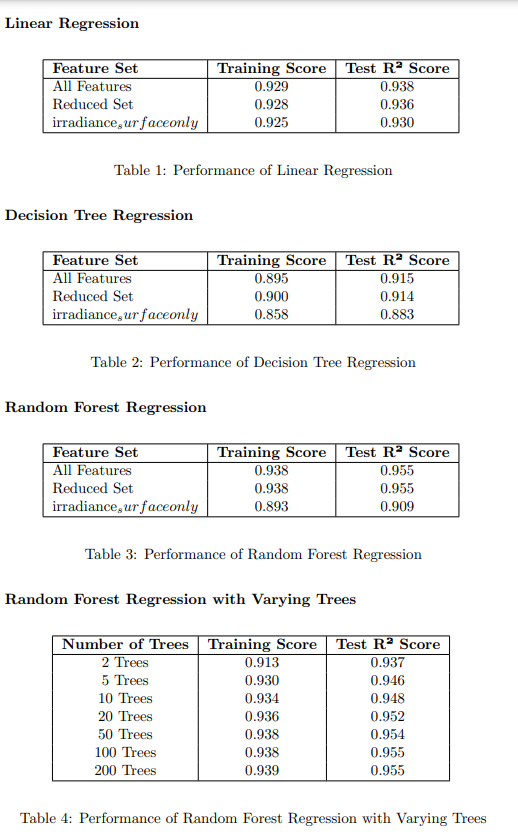 Linear Regression
Feature Set Training Score Test R² Score
All Features 0.929 0.938
Reduced Set 0.928 0.936
irradianceₛurfaceonly 0.925 0.930
Table 1: Performance of Linear Regression
Decision Tree Regression
Feature Set Training Score Test R² Score
All Features 0.895 0.915
Reduced Set 0.900 0.914
irradianceₛurfaceonly 0.858 0.883
Table 2: Performance of Decision Tree Regression
Random Forest Regression
Feature Set Training Score Test R² Score
All Features 0.938 0.955
Reduced Set 0.938 0.955
irradianceₛurfaceonly 0.893 0.909
Table 3: Performance of Random Forest Regression
Random Forest Regression with Varying Trees
Number of Trees Training Score Test R² Score
2 Trees 0.913 0.937
5 Trees 0.930 0.946
10 Trees 0.934 0.948
20 Trees 0.936 0.952
50 Trees 0.938 0.954
100 Trees 0.938 0.955
200 Trees 0.939 0.955
Table 4: Performance of Random Forest Regression with Varying Trees